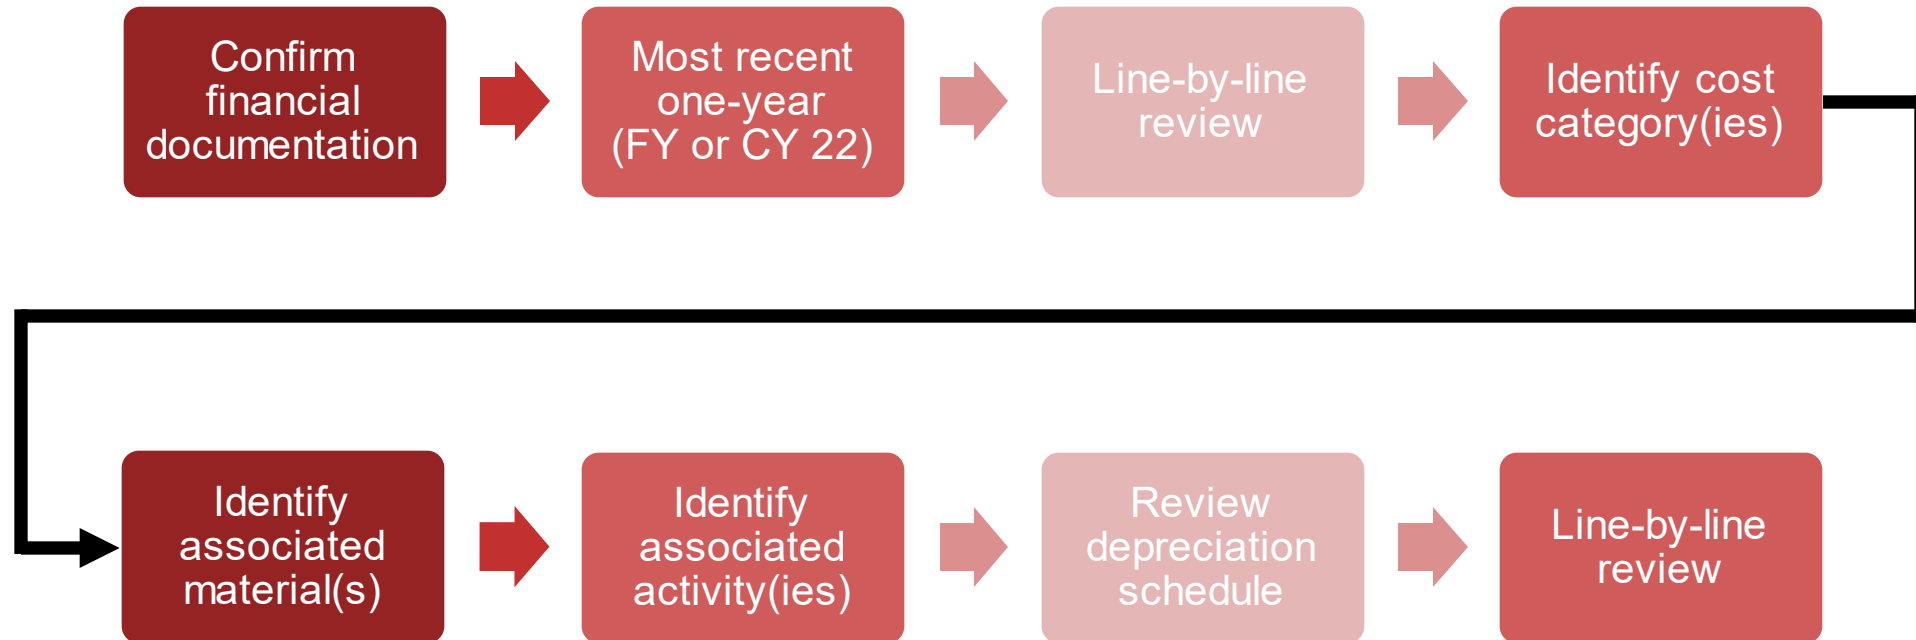 Confirm
financial
documentation
Most recent
one-year
(FY or CY 22)
Line-by-line
review
Identify cost
category(ies)
Identify
associated
material(s)
Identify
associated
activity(ies)
Review
depreciation
schedule
Line-by-line
review